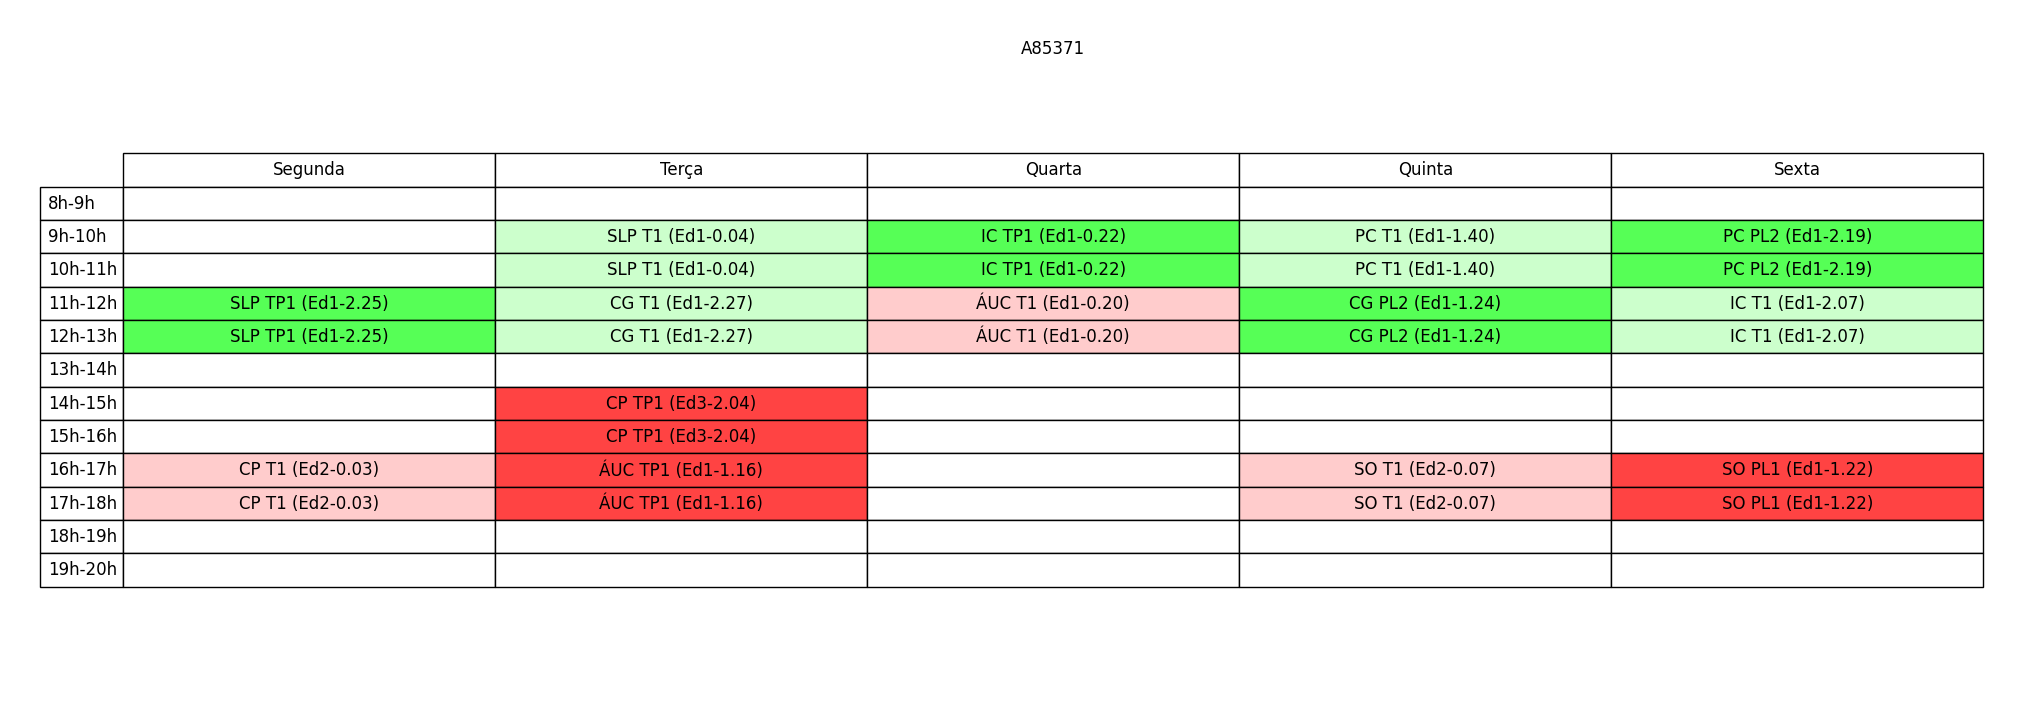 A85371
Segunda Terça Quarta Quinta Sexta
8h-9h
9h-10h SLP T1 (Ed1-0.04) IC TP1 (Ed1-0.22) PC T1 (Ed1-1.40) PC PL2 (Ed1-2.19)
10h-11h SLP T1 (Ed1-0.04) IC TP1 (Ed1-0.22) PC T1 (Ed1-1.40) PC PL2 (Ed1-2.19)
11h-12h SLP TP1 (Ed1-2.25) CG T1 (Ed1-2.27) ÁUC T1 (Ed1-0.20) CG PL2 (Ed1-1.24) IC T1 (Ed1-2.07)
12h-13h SLP TP1 (Ed1-2.25) CG T1 (Ed1-2.27) ÁUC T1 (Ed1-0.20) CG PL2 (Ed1-1.24) IC T1 (Ed1-2.07)
13h-14h
14h-15h CP TP1 (Ed3-2.04)
15h-16h CP TP1 (Ed3-2.04)
16h-17h CP T1 (Ed2-0.03) ÁUC TP1 (Ed1-1.16) SO T1 (Ed2-0.07) SO PL1 (Ed1-1.22)
17h-18h CP T1 (Ed2-0.03) ÁUC TP1 (Ed1-1.16) SO T1 (Ed2-0.07) SO PL1 (Ed1-1.22)
18h-19h
19h-20h